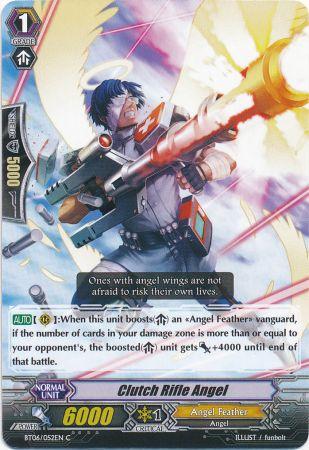 1
GRADE
SHIELD
5000
Ones with angel wings are not
afraid to risk their own lives.
AUTO [ ]:When this unit boosts( ) an «Angel Feather» vanguard,
if the number of cards in your damage zone is more than or equal
to your opponent's, the boosted( ) unit gets +4000 until end of
that battle.
NORMAL
UNIT
Clutch Rifle Angel
POWER
6000
1
CRITICAL
Angel Feather
Angel
BT06/052EN C
ILLUST / funbolt